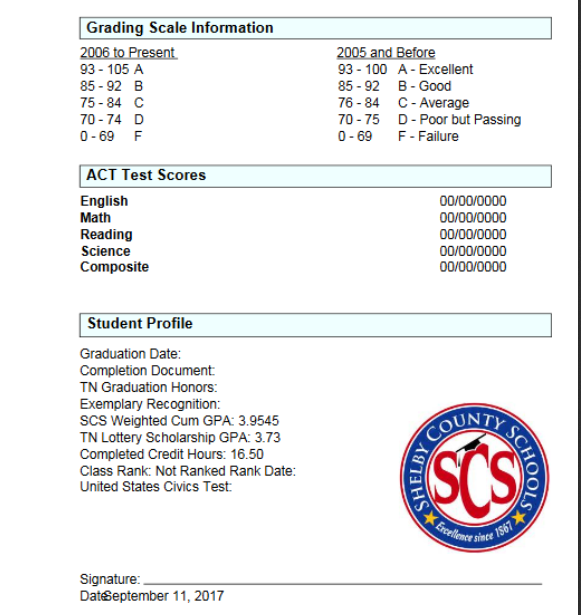 Grading Scale Information
2006 to Present
93 - 105 A
85 - 92 B
75 - 84 C
70 - 74 D
0 - 69 F
2005 and Before
93 - 100 A - Excellent
85 - 92 B - Good
76 - 84 C - Average
70 - 75 D - Poor but Passing
0 - 69 F - Failure
ACT Test Scores
English 00/00/0000
Math 00/00/0000
Reading 00/00/0000
Science 00/00/0000
Composite 00/00/0000
Student Profile
Graduation Date:
Completion Document:
TN Graduation Honors:
Exemplary Recognition:
SCS Weighted Cum GPA: 3.9545
TN Lottery Scholarship GPA: 3.73
Completed Credit Hours: 16.50
Class Rank: Not Ranked Rank Date:
United States Civics Test:
SHELBY COUNTY SCHOOLS
SCS
Excellence since 1867
Signature:
Date September 11, 2017